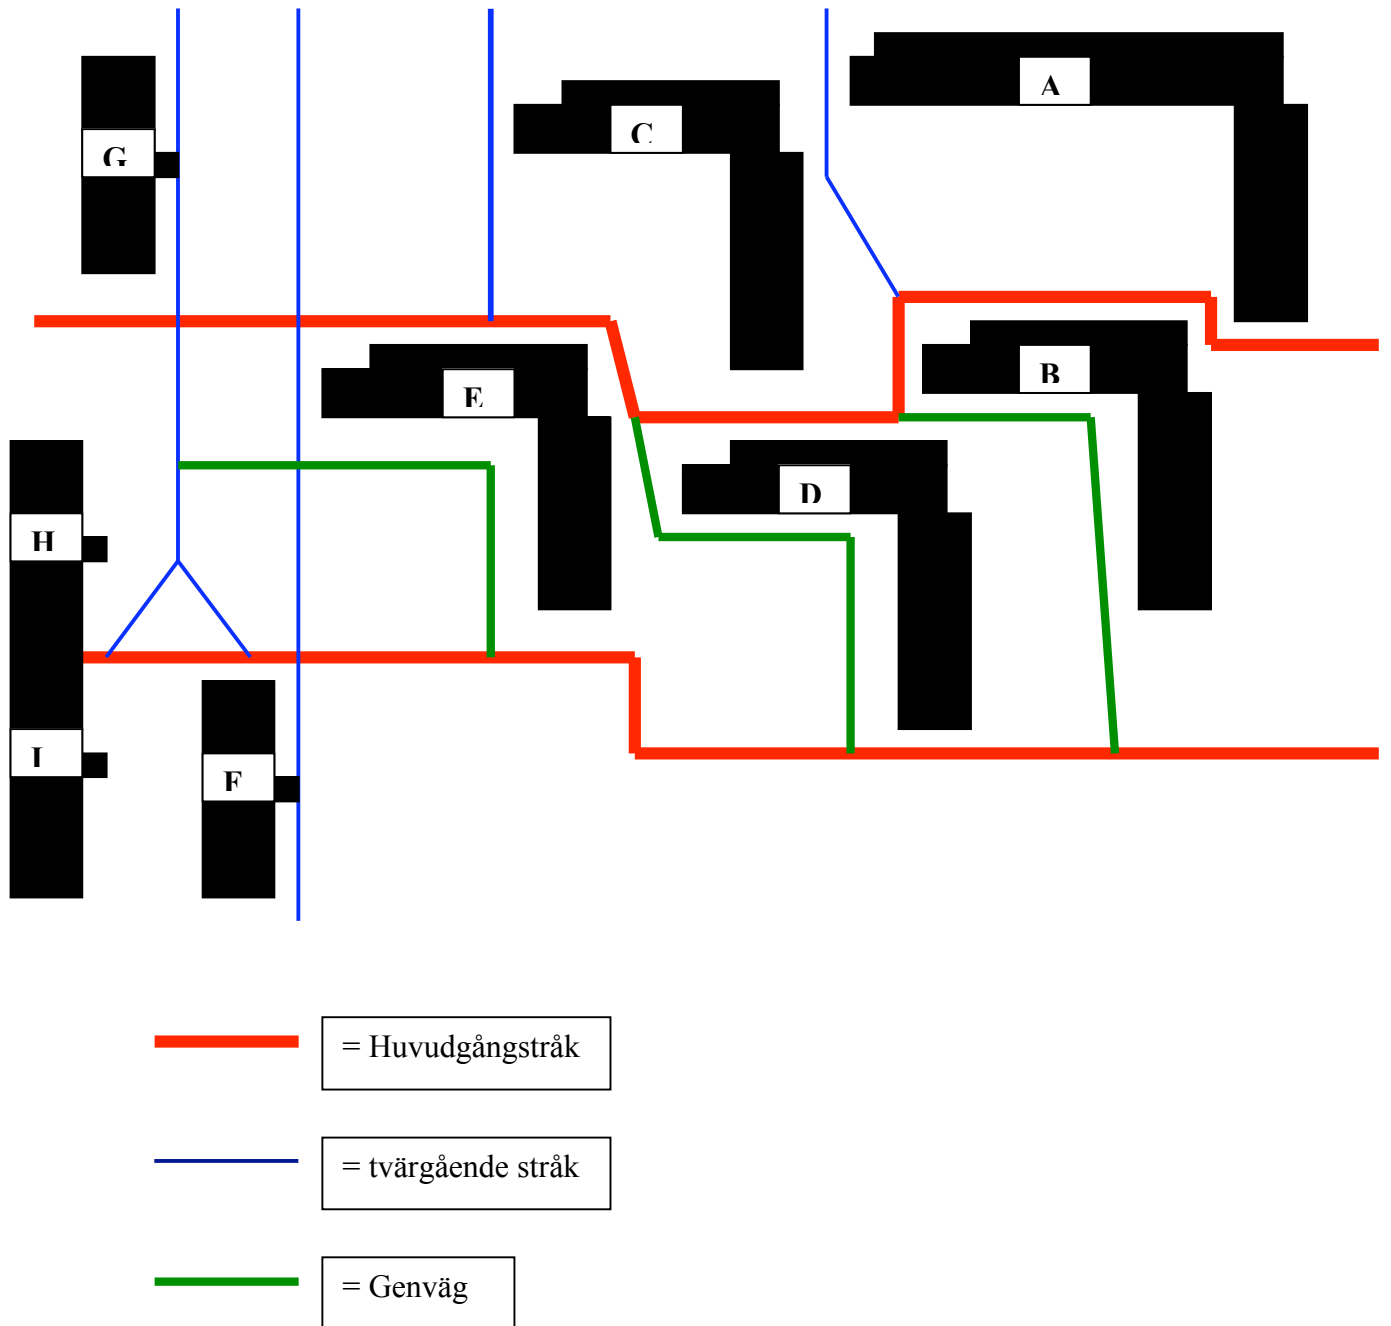 A
C
G
B
E
D
H
I
F
= Huvudgångstråk
= tvärgående stråk
= Genväg